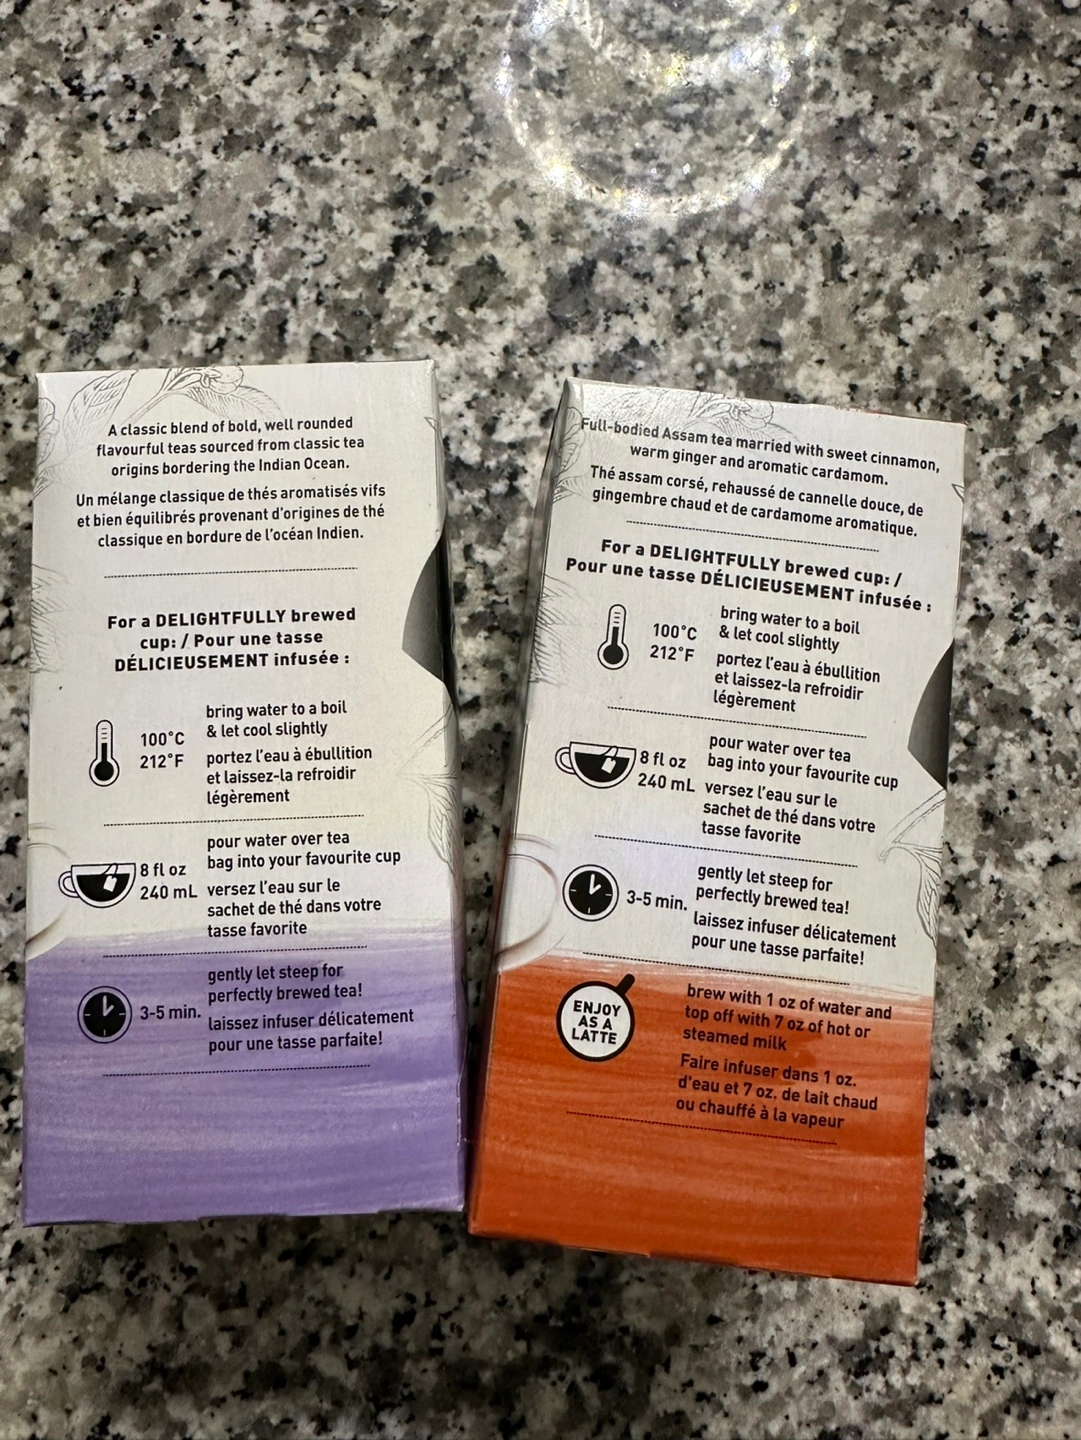 A classic blend of bold, well rounded
flavourful teas sourced from classic tea
origins bordering the Indian Ocean.
Un mélange classique de thés aromatisés vifs
et bien équilibrés provenant d'origines de thé
classique en bordure de l'océan Indien.
For a DELIGHTFULLY brewed
cup: / Pour une tasse
DÉLICIEUSEMENT infusée :
100°C
212°F
bring water to a boil
& let cool slightly
portez l'eau à ébullition
et laissez-la refroidir
légèrement
8 fl oz
240 mL
pour water over tea
bag into your favourite cup
versez l'eau sur le
sachet de thé dans votre
tasse favorite
3-5 min.
gently let steep for
perfectly brewed tea!
laissez infuser délicatement
pour une tasse parfaite!
Full-bodied Assam tea married with sweet cinnamon,
warm ginger and aromatic cardamom.
Thé assam corsé, rehaussé de cannelle douce, de
gingembre chaud et de cardamome aromatique.
For a DELIGHTFULLY brewed cup: /
Pour une tasse DÉLICIEUSEMENT infusée :
100°C
212°F
bring water to a boil
& let cool slightly
portez l'eau à ébullition
et laissez-la refroidir
légèrement
8 fl oz
240 mL
pour water over tea
bag into your favourite cup
versez l'eau sur le
sachet de thé dans votre
tasse favorite
3-5 min.
gently let steep for
perfectly brewed tea!
laissez infuser délicatement
pour une tasse parfaite!
ENJOY
AS A
LATTE
brew with 1 oz of water and
top off with 7 oz of hot or
steamed milk
Faire infuser dans 1 oz.
d'eau et 7 oz. de lait chaud
ou chauffé à la vapeur